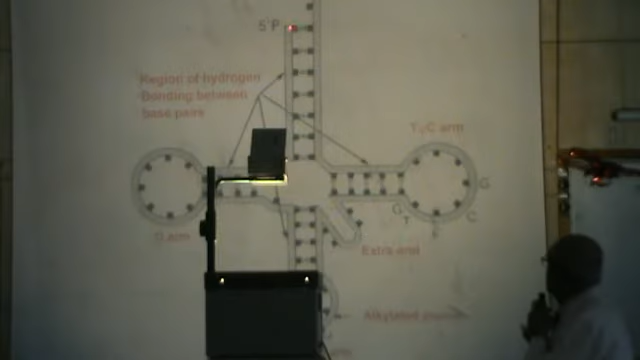 5'P
Region of hydrogen
Bonding between
base pairs
TψC arm
G
C
G
T
D arm
Extra arm
Alkylated